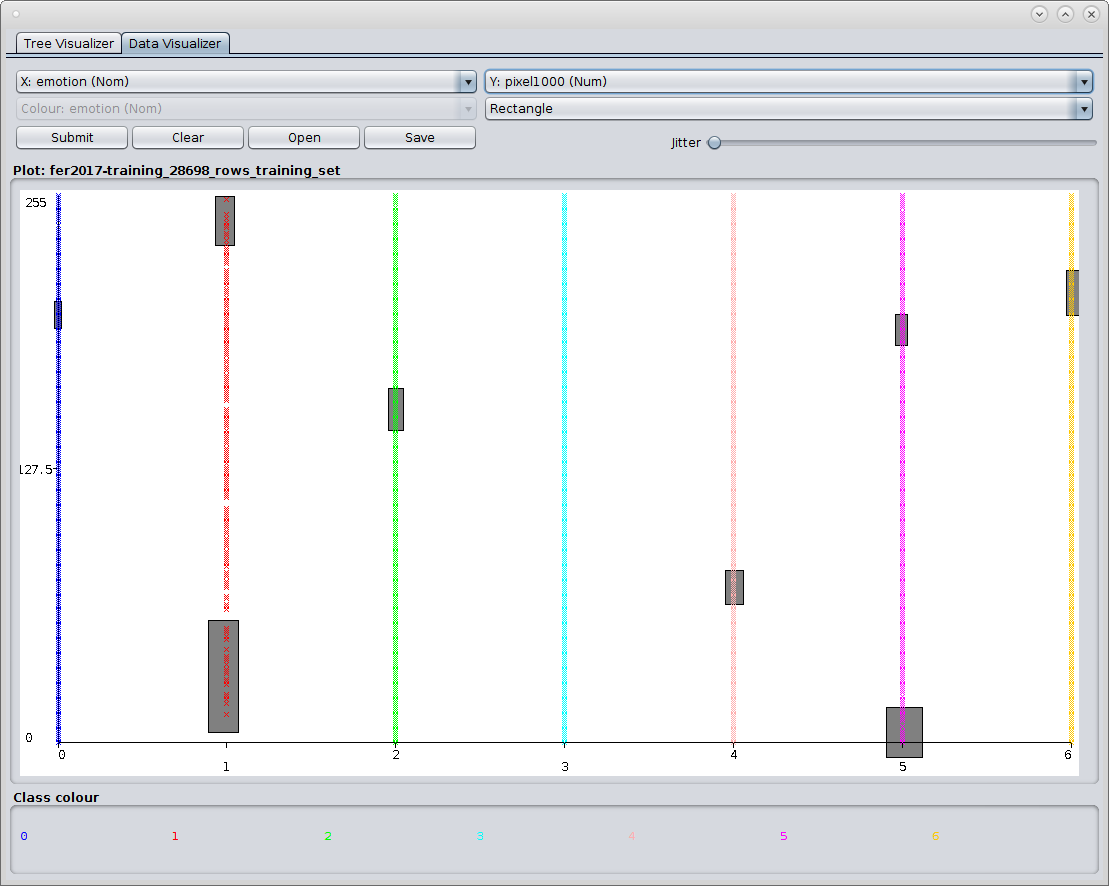 Tree Visualizer Data Visualizer
X: emotion (Nom) Y: pixel1000 (Num)
Colour: emotion (Nom) Rectangle
Submit Clear Open Save Jitter
Plot: fer2017-training_28698_rows_training_set
255
127.5
0
0 2 4 6
1 3 5
Class colour
0 1 2 3 4 5 6